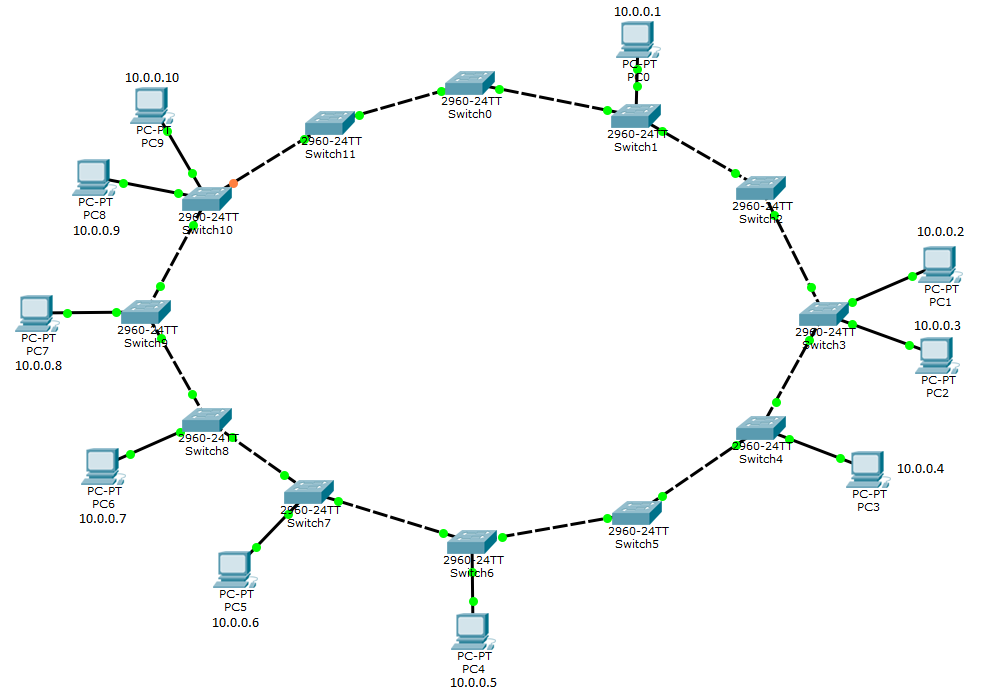 10.0.0.1
PC-PT
PC0
10.0.0.10
PC-PT
PC9
2960-24TT
Switch0
2960-24TT
Switch11
2960-24TT
Switch1
PC-PT
PC8
10.0.0.9
2960-24TT
Switch10
2960-24TT
Switch2
10.0.0.2
PC-PT
PC1
2960-24TT
Switch9
PC-PT
PC7
10.0.0.8
2960-24TT
Switch3
10.0.0.3
PC-PT
PC2
2960-24TT
Switch8
2960-24TT
Switch4
10.0.0.4
PC-PT
PC3
PC-PT
PC6
10.0.0.7
2960-24TT
Switch7
2960-24TT
Switch5
2960-24TT
Switch6
PC-PT
PC5
10.0.0.6
PC-PT
PC4
10.0.0.5